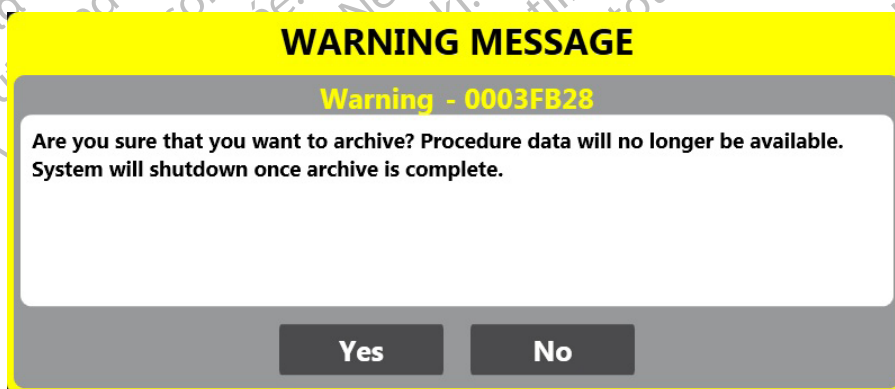 WARNING MESSAGE
Warning - 0003FB28
Are you sure that you want to archive? Procedure data will no longer be available.
System will shutdown once archive is complete.
Yes
No